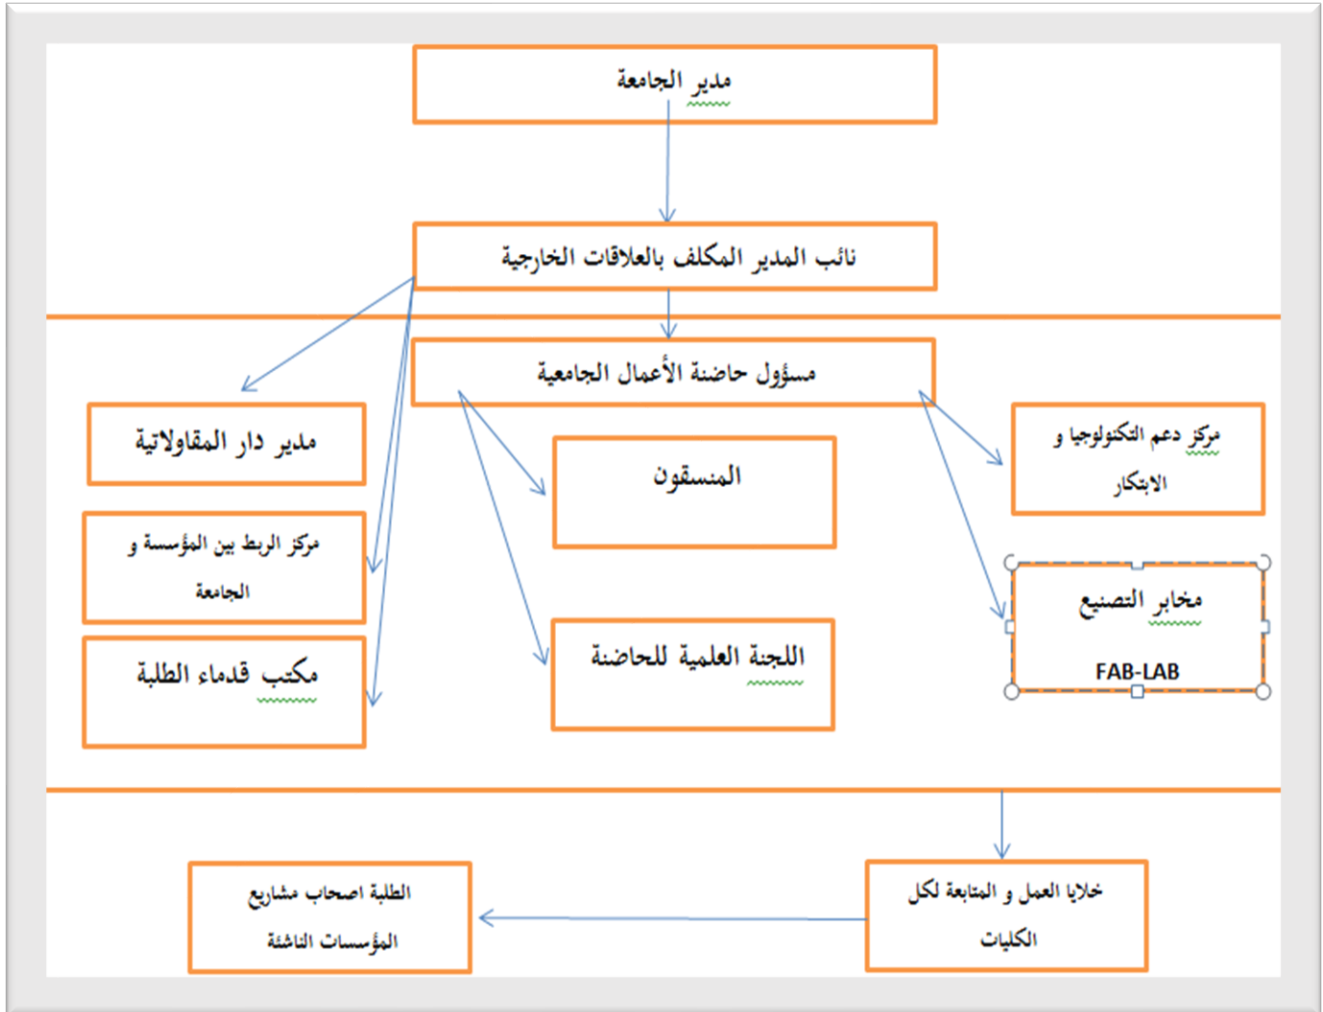 مدير الجامعة
نائب المدير المكلف بالعلاقات الخارجية
مسؤول حاضنة الأعمال الجامعية
مركز دعم التكنولوجيا و
الابتكار
مخابر التصنيع
FAB-LAB
المنسقون
اللجنة العلمية للحاضنة
مدير دار المقاولاتية
مركز الربط بين المؤسسة و
الجامعة
مكتب قدماء الطلبة
خلايا العمل و المتابعة لكل
الكليات
الطلبة اصحاب مشاريع
المؤسسات الناشئة